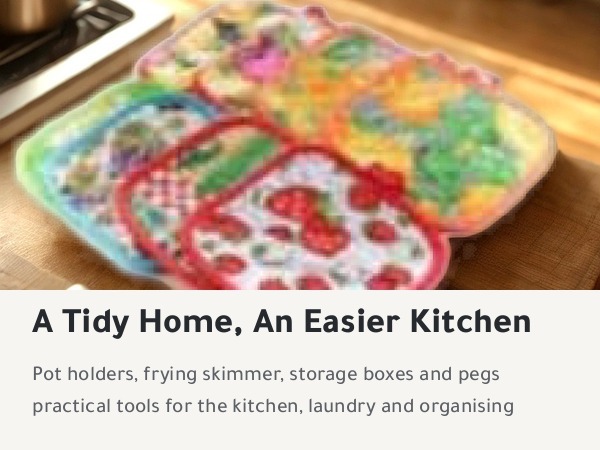 A Tidy Home, An Easier Kitchen
Pot holders, frying skimmer, storage boxes and pegs
practical tools for the kitchen, laundry and organising